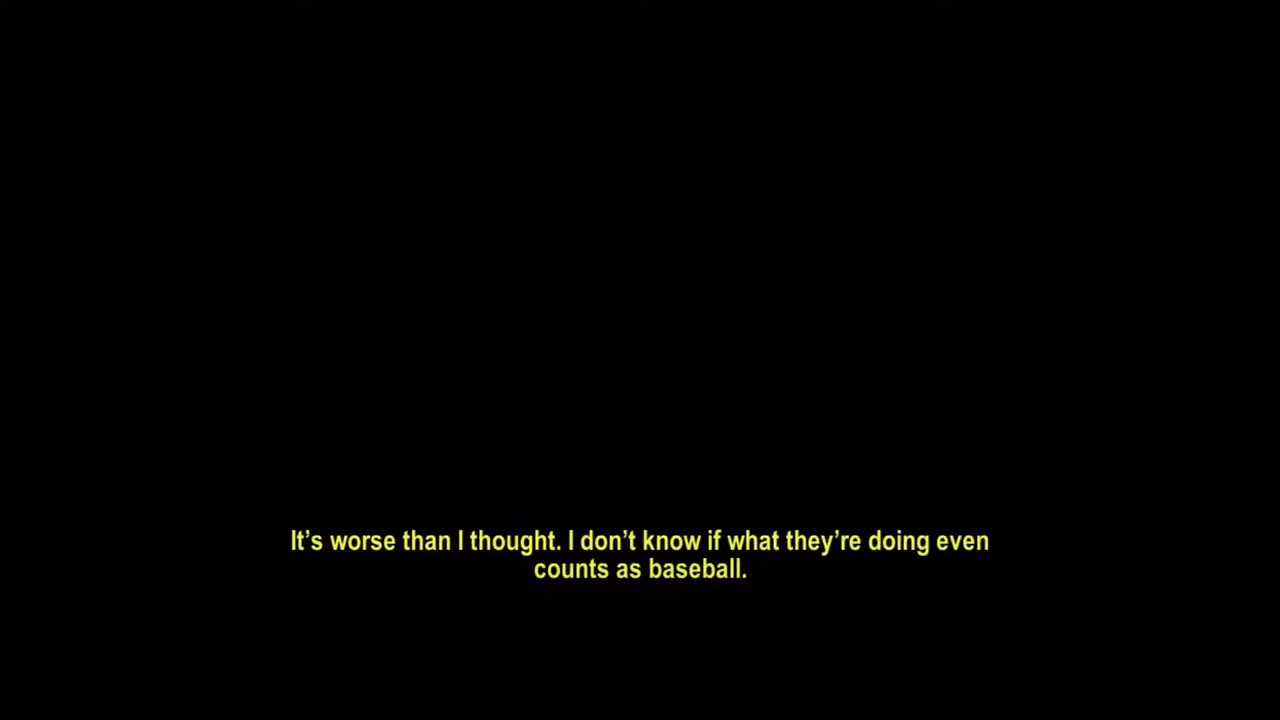 It’s worse than I thought. I don’t know if what they’re doing even
counts as baseball.